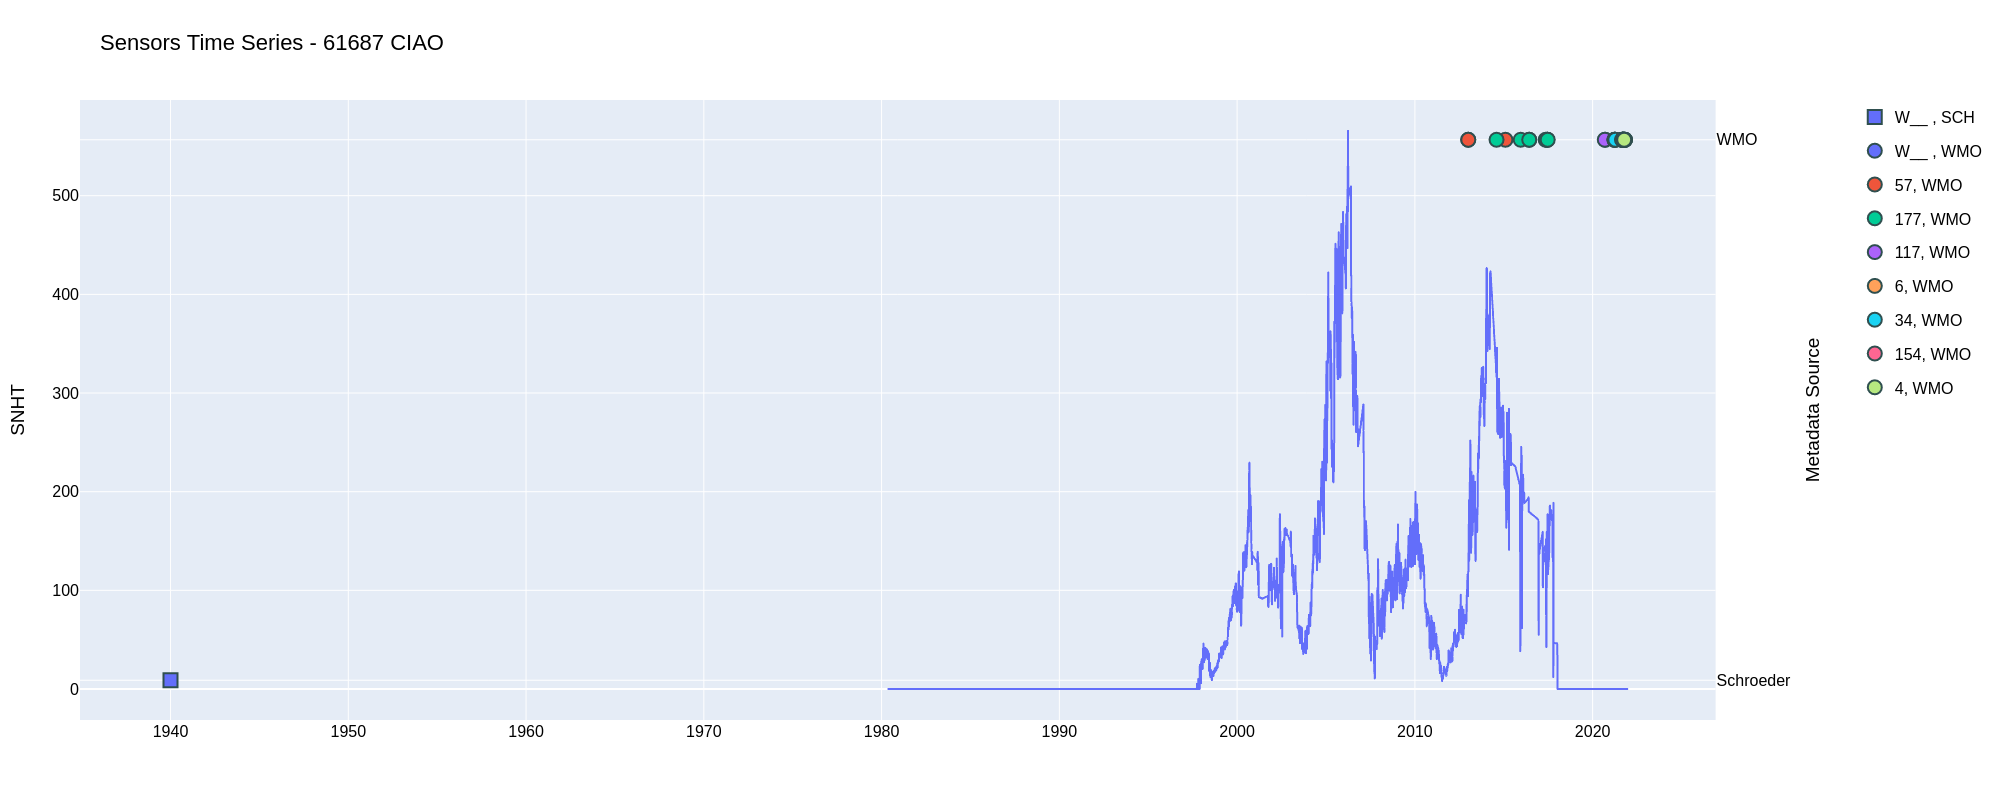 Sensors Time Series - 61687 CIAO
W__ , SCH
W__ , WMO
57, WMO
177, WMO
117, WMO
6, WMO
34, WMO
154, WMO
4, WMO
WMO
Schroeder
Metadata Source
SNHT
500
400
300
200
100
0
1940 1950 1960 1970 1980 1990 2000 2010 2020